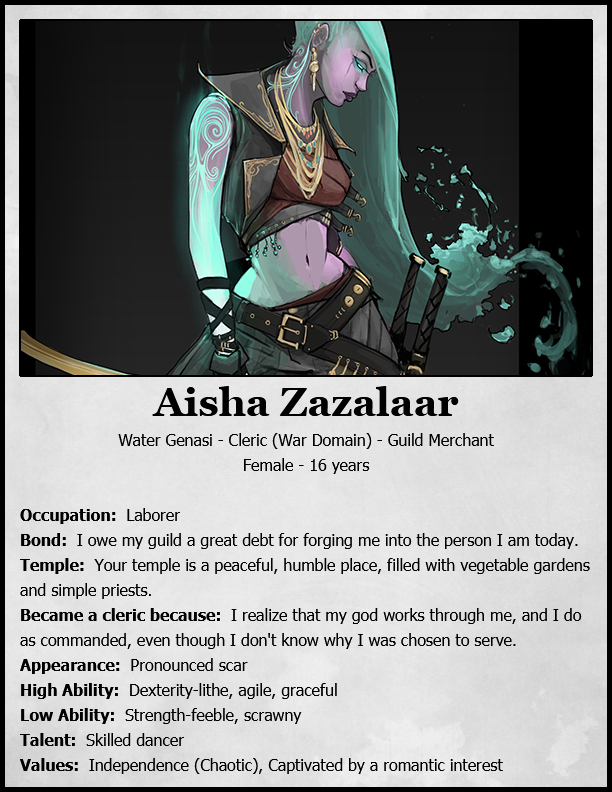 Aisha Zazalaar
Water Genasi - Cleric (War Domain) - Guild Merchant
Female - 16 years
Occupation: Laborer
Bond: I owe my guild a great debt for forging me into the person I am today.
Temple: Your temple is a peaceful, humble place, filled with vegetable gardens
and simple priests.
Became a cleric because: I realize that my god works through me, and I do
as commanded, even though I don't know why I was chosen to serve.
Appearance: Pronounced scar
High Ability: Dexterity-lithe, agile, graceful
Low Ability: Strength-feeble, scrawny
Talent: Skilled dancer
Values: Independence (Chaotic), Captivated by a romantic interest